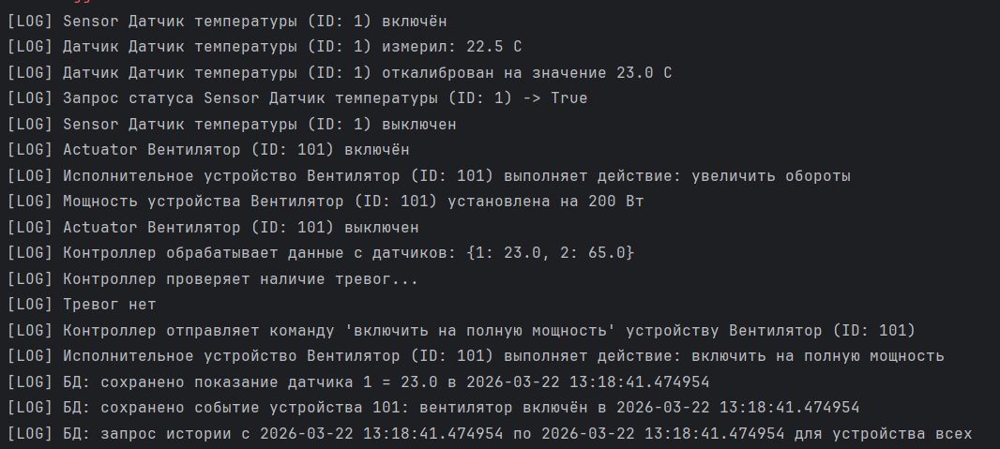 [LOG] Sensor Датчик температуры (ID: 1) включён
[LOG] Датчик Датчик температуры (ID: 1) измерил: 22.5 C
[LOG] Датчик Датчик температуры (ID: 1) откалиброван на значение 23.0 C
[LOG] Запрос статуса Sensor Датчик температуры (ID: 1) -> True
[LOG] Sensor Датчик температуры (ID: 1) выключен
[LOG] Actuator Вентилятор (ID: 101) включён
[LOG] Исполнительное устройство Вентилятор (ID: 101) выполняет действие: увеличить обороты
[LOG] Мощность устройства Вентилятор (ID: 101) установлена на 200 Вт
[LOG] Actuator Вентилятор (ID: 101) выключен
[LOG] Контроллер обрабатывает данные с датчиков: {1: 23.0, 2: 65.0}
[LOG] Контроллер проверяет наличие тревог...
[LOG] Тревог нет
[LOG] Контроллер отправляет команду 'включить на полную мощность' устройству Вентилятор (ID: 101)
[LOG] Исполнительное устройство Вентилятор (ID: 101) выполняет действие: включить на полную мощность
[LOG] БД: сохранено показание датчика 1 = 23.0 в 2026-03-22 13:18:41.474954
[LOG] БД: сохранено событие устройства 101: вентилятор включён в 2026-03-22 13:18:41.474954
[LOG] БД: запрос истории с 2026-03-22 13:18:41.474954 по 2026-03-22 13:18:41.474954 для устройства всех